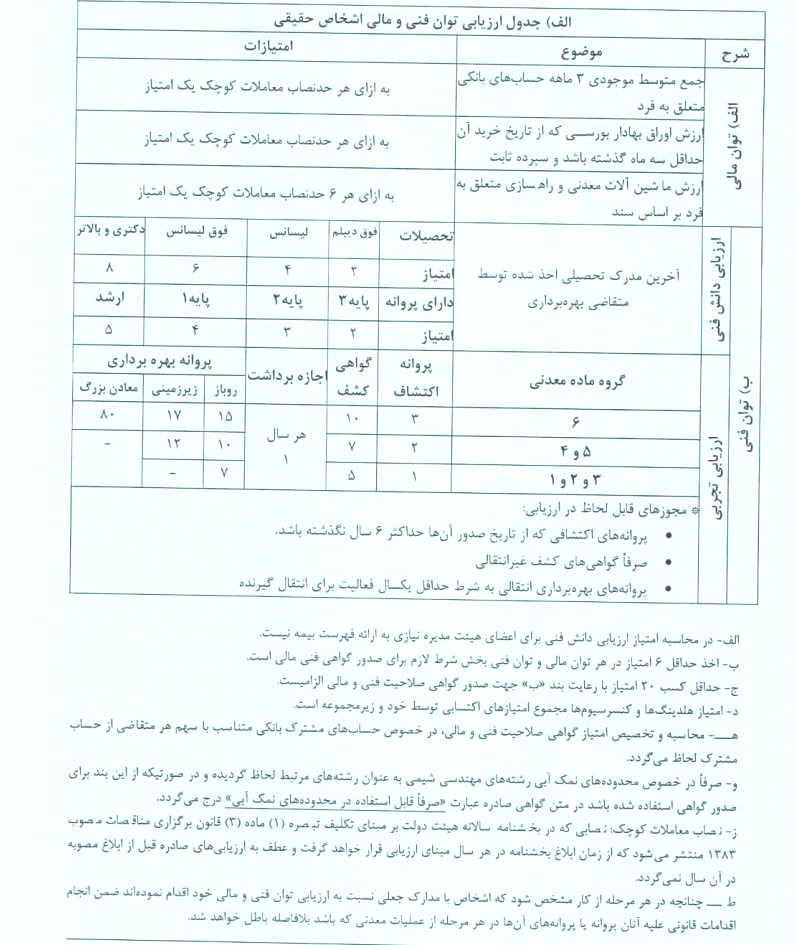 الف) جدول ارزیابی توان فنی و مالی اشخاص حقیقی
شرح موضوع امتیازات
الف) توان مالی
جمع متوسط موجودی ۳ ماهه حساب‌های بانکی
متعلق به فرد
به ازای هر حدنصاب معاملات کوچک یک امتیاز
ارزش اوراق بهادار بورسی که از تاریخ خرید آن
حداقل سه ماه گذشته باشد و سپرده ثابت
به ازای هر حدنصاب معاملات کوچک یک امتیاز
ارزش ماشین آلات معدنی و راهسازی متعلق به
فرد بر اساس سند
به ازای هر ۶ حدنصاب معاملات کوچک یک امتیاز
ب) توان فنی
ارزیابی دانش فنی
آخرین مدرک تحصیلی اخذ شده توسط
متقاضی بهره‌برداری
تحصیلات فوق دیپلم لیسانس فوق لیسانس دکتری و بالاتر
امتیاز ۲ ۴ ۶ ۸
دارای پروانه پایه۳ پایه۲ پایه۱ ارشد
امتیاز ۲ ۳ ۴ ۵
ارزیابی تجربی
گروه ماده معدنی پروانه اکتشاف گواهی کشف اجازه برداشت پروانه بهره برداری
روباز زیرزمینی معادن بزرگ
۶ ۳ ۱۰ هر سال ۱ ۱۵ ۱۷ ۸۰
۵ و ۴ ۲ ۷ ۱۰ ۱۲ -
۳ و ۲ و ۱ ۱ ۵ ۷ -
* مجوزهای قابل لحاظ در ارزیابی:
• پروانه‌های اکتشافی که از تاریخ صدور آن‌ها حداکثر ۶ سال نگذشته باشد.
• صرفاً گواهی‌های کشف غیرانتقالی
• پروانه‌های بهره‌برداری انتقالی به شرط حداقل یکسال فعالیت برای انتقال گیرنده
الف- در محاسبه امتیاز ارزیابی دانش فنی برای اعضای هیئت مدیره نیازی به ارائه فهرست بیمه نیست.
ب- اخذ حداقل ۶ امتیاز در هر توان مالی و توان فنی بخش شرط لازم برای صدور گواهی فنی مالی است.
ج- حداقل کسب ۲۰ امتیاز با رعایت بند «ب» جهت صدور گواهی صلاحیت فنی و مالی الزامیست.
د- امتیاز هلدینگ‌ها و کنسرسیوم‌ها مجموع امتیازهای اکتسابی توسط خود و زیرمجموعه است.
هـ- محاسبه و تخصیص امتیاز گواهی صلاحیت فنی و مالی، در خصوص حساب‌های مشترک بانکی متناسب با سهم هر متقاضی از حساب
مشترک لحاظ می‌گردد.
و- صرفاً در خصوص محدوده‌های نمک آبی رشته‌های مهندسی شیمی به عنوان رشته‌های مرتبط لحاظ گردیده و در صورتیکه از این بند برای
صدور گواهی استفاده شده باشد در متن گواهی صادره عبارت «صرفاً قابل استفاده در محدوده‌های نمک آبی» درج می‌گردد.
ز- نصاب معاملات کوچک: نصابی که در بخشنامه سالانه هیئت دولت بر مبنای تکلیف تبصره (۱) ماده (۳) قانون برگزاری مناقصات مصوب
۱۳۸۳ منتشر می‌شود که از زمان ابلاغ بخشنامه در هر سال مبنای ارزیابی قرار خواهد گرفت و عطف به ارزیابی‌های صادره قبل از ابلاغ مصوبه
در آن سال نمی‌گردد.
ط – چنانچه در هر مرحله از کار مشخص شود که اشخاص با مدارک جعلی نسبت به ارزیابی توان فنی و مالی خود اقدام نموده‌اند ضمن انجام
اقدامات قانونی علیه آنان پروانه یا پروانه‌های آن‌ها در هر مرحله از عملیات معدنی که باشد بلافاصله باطل خواهد شد.